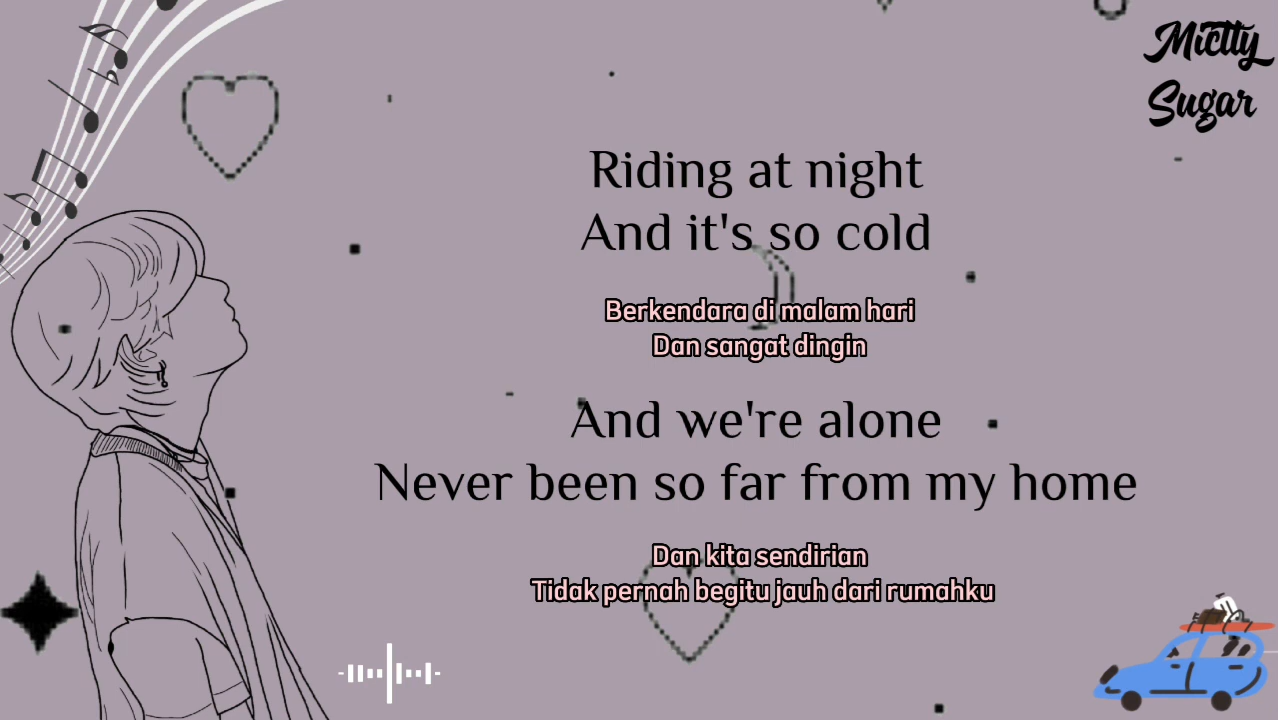 Mictty
Sugar
Riding at night
And it's so cold
Berkendara di malam hari
Dan sangat dingin
And we're alone
Never been so far from my home
Dan kita sendirian
Tidak pernah begitu jauh dari rumahku